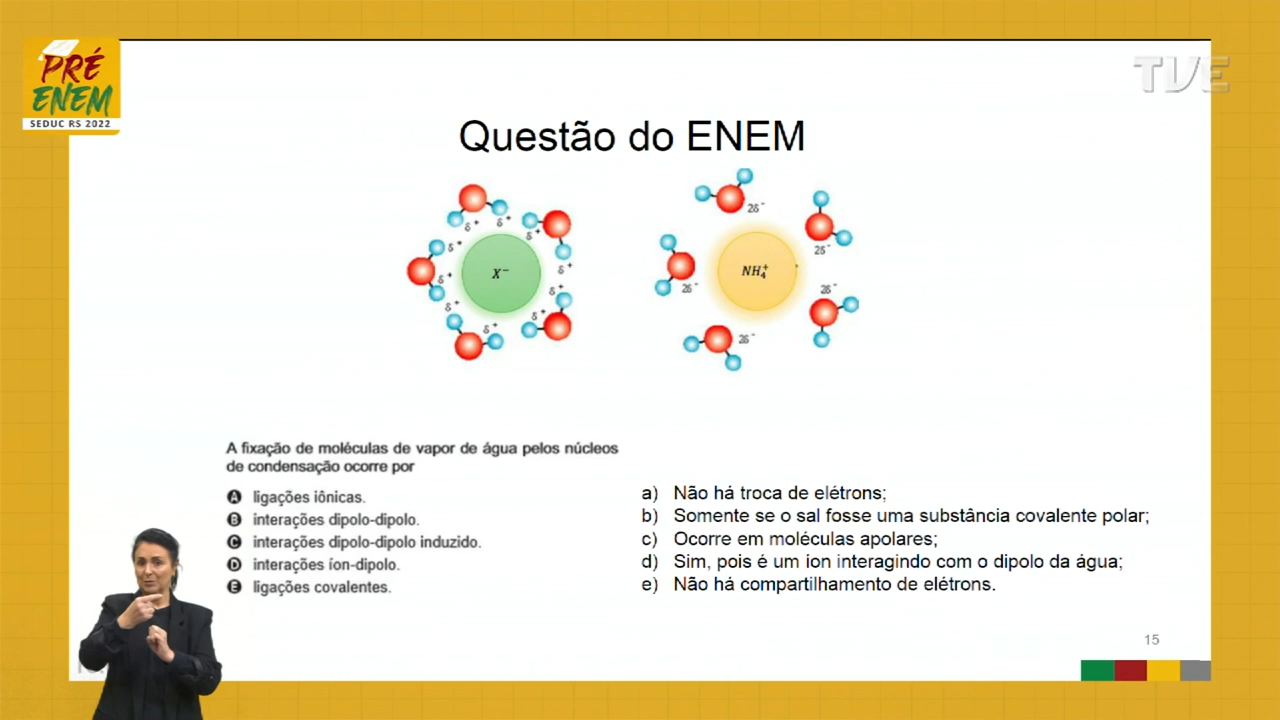 PRÉ
ENEM
SEDUC RS 2022
TVE
Questão do ENEM
δ+ δ+ δ+ δ+ δ+ δ+ δ+ δ+ δ+ δ+
X⁻
2δ⁻ 2δ⁻ 2δ⁻ 2δ⁻ 2δ⁻
NH₄⁺
A fixação de moléculas de vapor de água pelos núcleos
de condensação ocorre por
A ligações iônicas.
B interações dipolo-dipolo.
C interações dipolo-dipolo induzido.
D interações íon-dipolo.
E ligações covalentes.
a) Não há troca de elétrons;
b) Somente se o sal fosse uma substância covalente polar;
c) Ocorre em moléculas apolares;
d) Sim, pois é um íon interagindo com o dipolo da água;
e) Não há compartilhamento de elétrons.
15